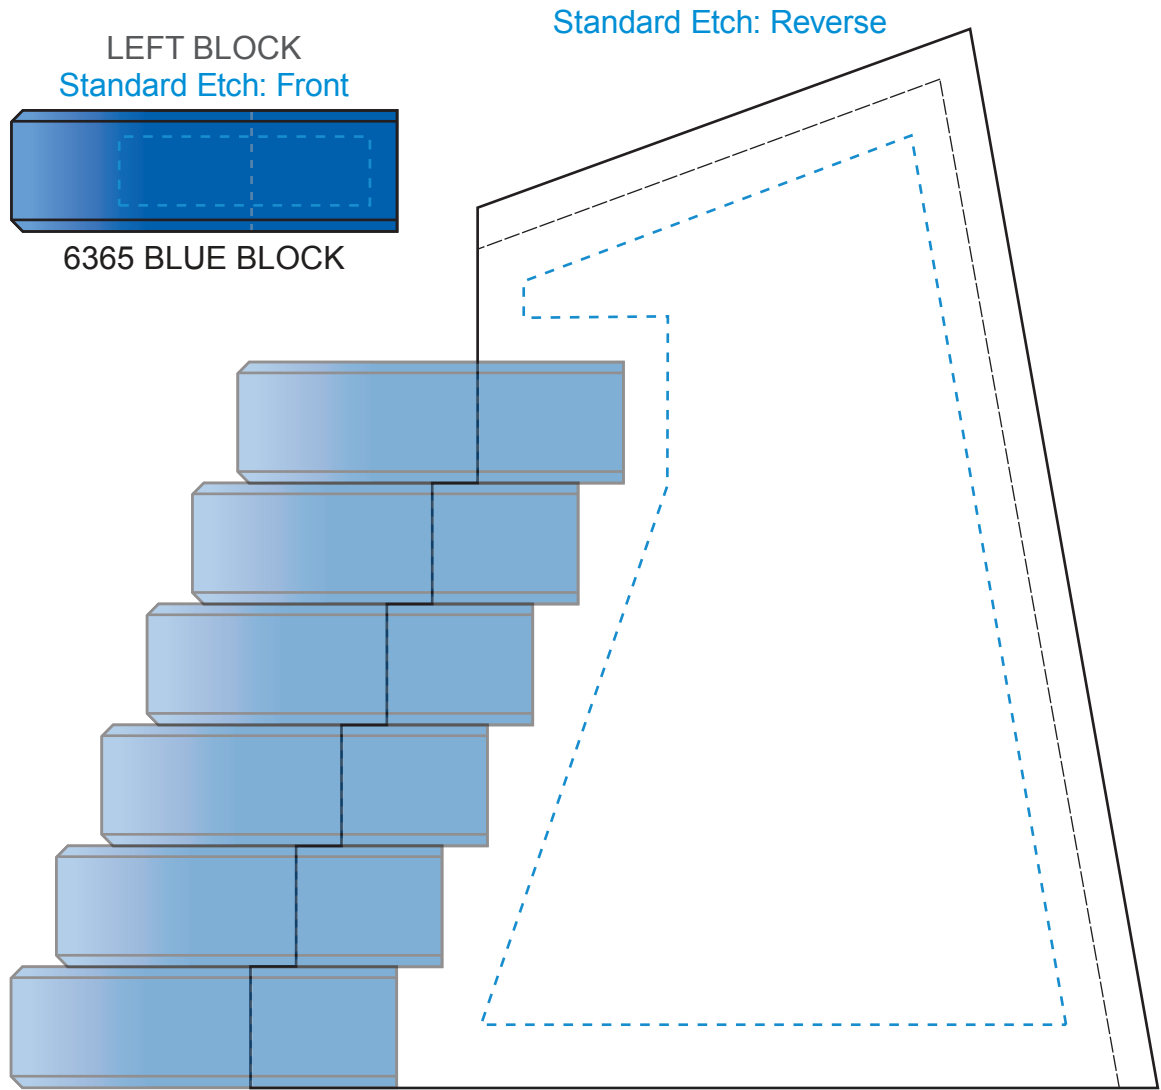 Standard Etch: Reverse
LEFT BLOCK
Standard Etch: Front
6365 BLUE BLOCK